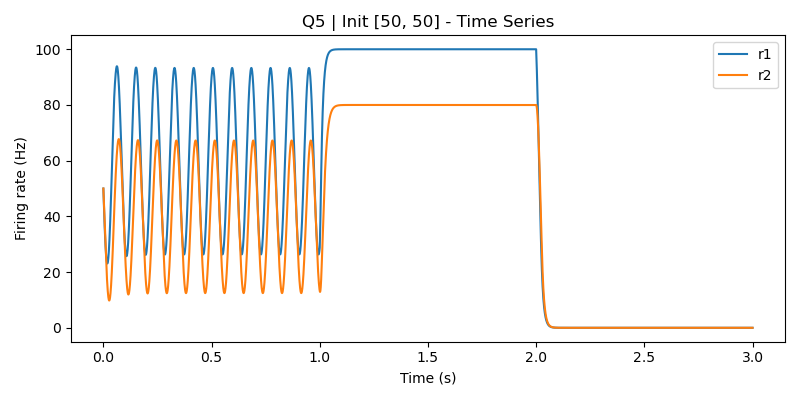 Q5 | Init [50, 50] - Time Series
Firing rate (Hz)
100
80
60
40
20
0
r1
r2
0.0 0.5 1.0 1.5 2.0 2.5 3.0
Time (s)